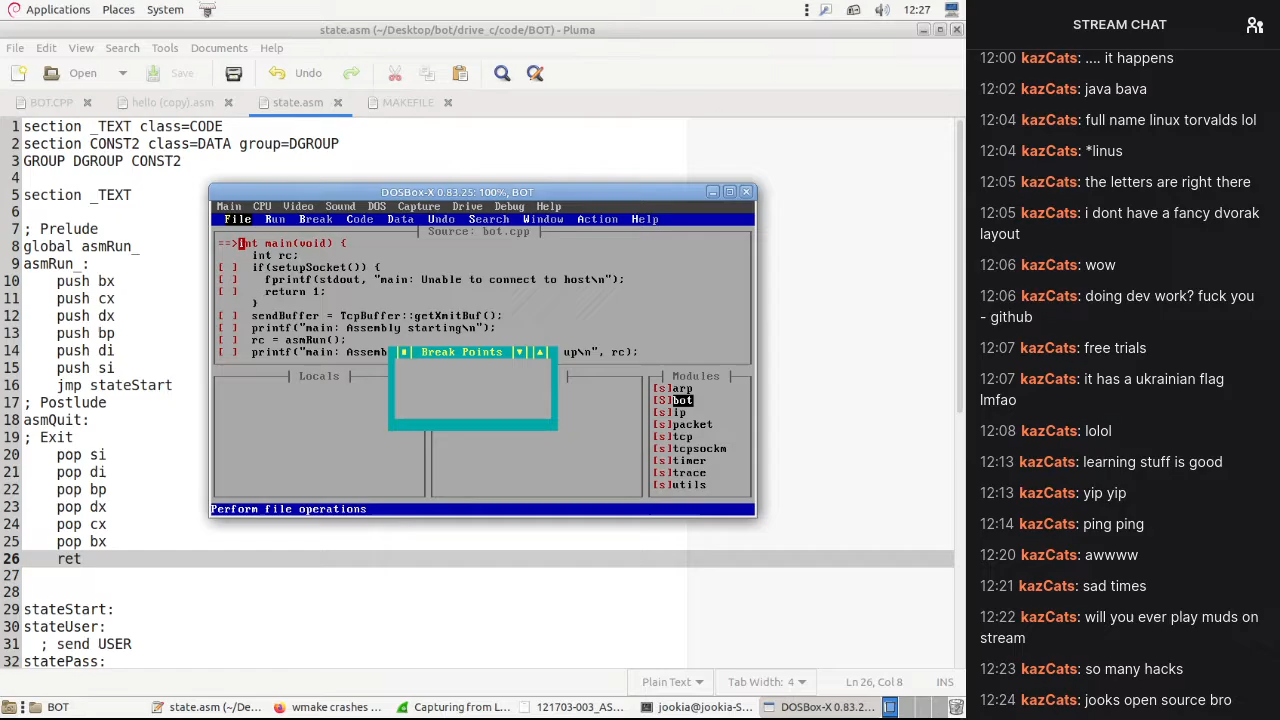 Applications Places System 12:27
state.asm (~/Desktop/bot/drive_c/code/BOT) - Pluma
File Edit View Search Tools Documents Help
Open Save Undo
BOT.CPP hello (copy).asm state.asm MAKEFILE
1 section _TEXT class=CODE
2 section CONST2 class=DATA group=DGROUP
3 GROUP DGROUP CONST2
4
5 section _TEXT
6
7 ; Prelude
8 global asmRun_
9 asmRun_:
10 push bx
11 push cx
12 push dx
13 push bp
14 push di
15 push si
16 jmp stateStart
17 ; Postlude
18 asmQuit:
19 ; Exit
20 pop si
21 pop di
22 pop bp
23 pop dx
24 pop cx
25 pop bx
26 ret
27
28
29 stateStart:
30 stateUser:
31 ; send USER
32 statePass:
DOSBox-X 0.83.25: 100%, BOT
Main CPU Video Sound DOS Capture Drive Debug Help
File Run Break Code Data Undo Search Window Action Help
Source: bot.cpp
==>int main(void) {
int rc;
[ ] if(setupSocket()) {
[ ] fprintf(stdout, "main: Unable to connect to host\n");
[ ] return 1;
}
[ ] sendBuffer = TcpBuffer::getXmitBuf();
[ ] printf("main: Assembly starting\n");
[ ] rc = asmRun();
[ ] printf("main: Assemb up\n", rc);
Break Points
Locals
Modules
[s]arp
[S]bot
[s]ip
[s]packet
[s]tcp
[s]tcpsockm
[s]timer
[s]trace
[s]utils
Perform file operations
Plain Text Tab Width: 4 Ln 26, Col 8 INS
BOT state.asm (~/De... wmake crashes ... Capturing from L... 121703-003_AS... jookia@jookia-S... DOSBox-X 0.83.2...
STREAM CHAT
12:00 kazCats: .... it happens
12:02 kazCats: java bava
12:04 kazCats: full name linux torvalds lol
12:04 kazCats: *linus
12:05 kazCats: the letters are right there
12:05 kazCats: i dont have a fancy dvorak
layout
12:06 kazCats: wow
12:06 kazCats: doing dev work? fuck you
- github
12:07 kazCats: free trials
12:07 kazCats: it has a ukrainian flag
lmfao
12:08 kazCats: lolol
12:13 kazCats: learning stuff is good
12:13 kazCats: yip yip
12:14 kazCats: ping ping
12:20 kazCats: awwww
12:21 kazCats: sad times
12:22 kazCats: will you ever play muds on
stream
12:23 kazCats: so many hacks
12:24 kazCats: jooks open source bro